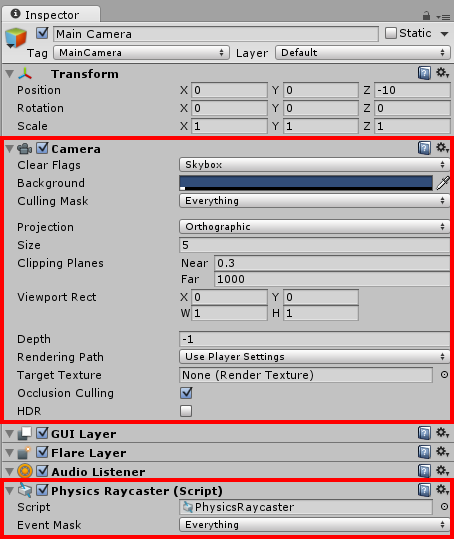 Inspector
Main Camera Static
Tag MainCamera Layer Default
Transform
Position X 0 Y 0 Z -10
Rotation X 0 Y 0 Z 0
Scale X 1 Y 1 Z 1
Camera
Clear Flags Skybox
Background
Culling Mask Everything
Projection Orthographic
Size 5
Clipping Planes Near 0.3
Far 1000
Viewport Rect X 0 Y 0
W 1 H 1
Depth -1
Rendering Path Use Player Settings
Target Texture None (Render Texture)
Occlusion Culling
HDR
GUI Layer
Flare Layer
Audio Listener
Physics Raycaster (Script)
Script PhysicsRaycaster
Event Mask Everything